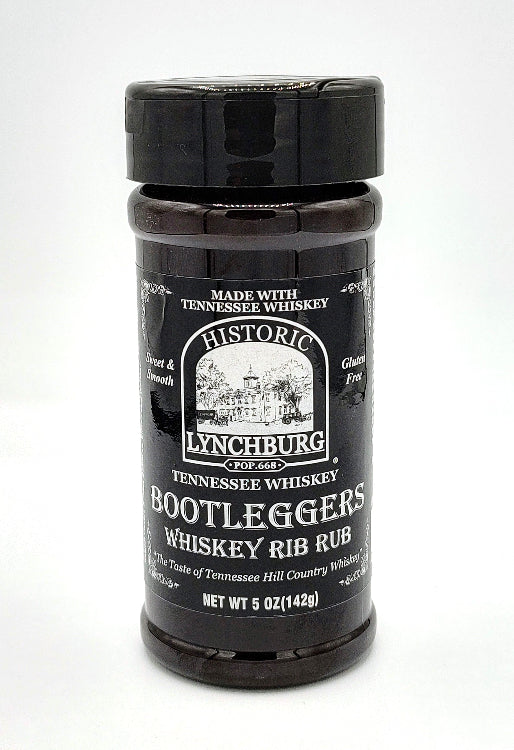 MADE WITH
TENNESSEE WHISKEY
HISTORIC
Sweet &
Smooth
Gluten
Free
LYNCHBURG
• POP. 668 •
®
TENNESSEE WHISKEY
BOOTLEGGERS
WHISKEY RIB RUB
"The Taste of Tennessee Hill Country Whiskey"
NET WT 5 OZ(142g)